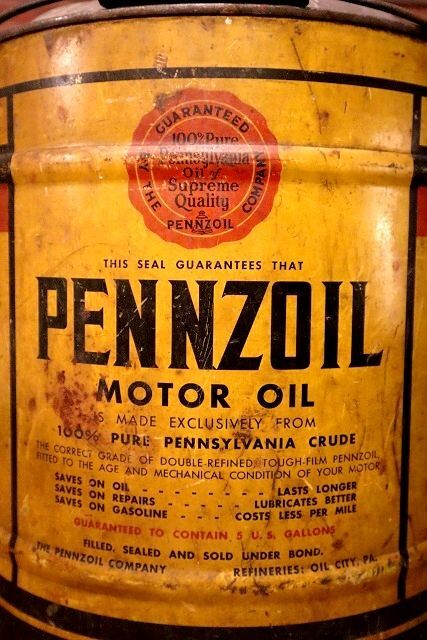 GUARANTEED
BY THE COMPANY
100% Pure
Pennsylvania
Oil of
Supreme
Quality
PENNZOIL
THIS SEAL GUARANTEES THAT
PENNZOIL
MOTOR OIL
IS MADE EXCLUSIVELY FROM
100% PURE PENNSYLVANIA CRUDE
THE CORRECT GRADE OF DOUBLE-REFINED, TOUGH-FILM PENNZOIL,
FITTED TO THE AGE AND MECHANICAL CONDITION OF YOUR MOTOR
SAVES ON OIL - - - - - - - LASTS LONGER
SAVES ON REPAIRS - - - - - LUBRICATES BETTER
SAVES ON GASOLINE - - - - COSTS LESS PER MILE
GUARANTEED TO CONTAIN 5 U.S. GALLONS
FILLED, SEALED AND SOLD UNDER BOND.
THE PENNZOIL COMPANY REFINERIES: OIL CITY, PA.